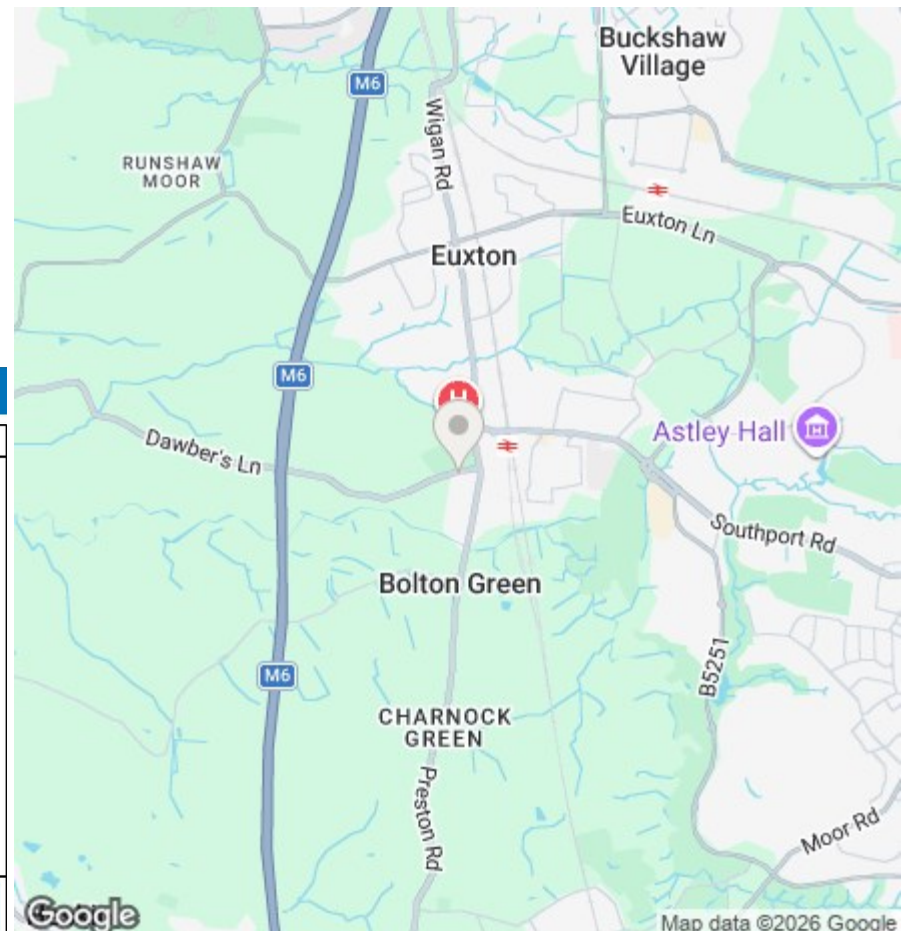 Buckshaw
Village
M6
Wigan Rd
RUNSHAW
MOOR
Euxton Ln
Euxton
M6
H
Astley Hall
Dawber's Ln
Southport Rd
Bolton Green
B5251
M6
CHARNOCK
GREEN
Preston Rd
Moor Rd
Google
Map data ©2026 Google